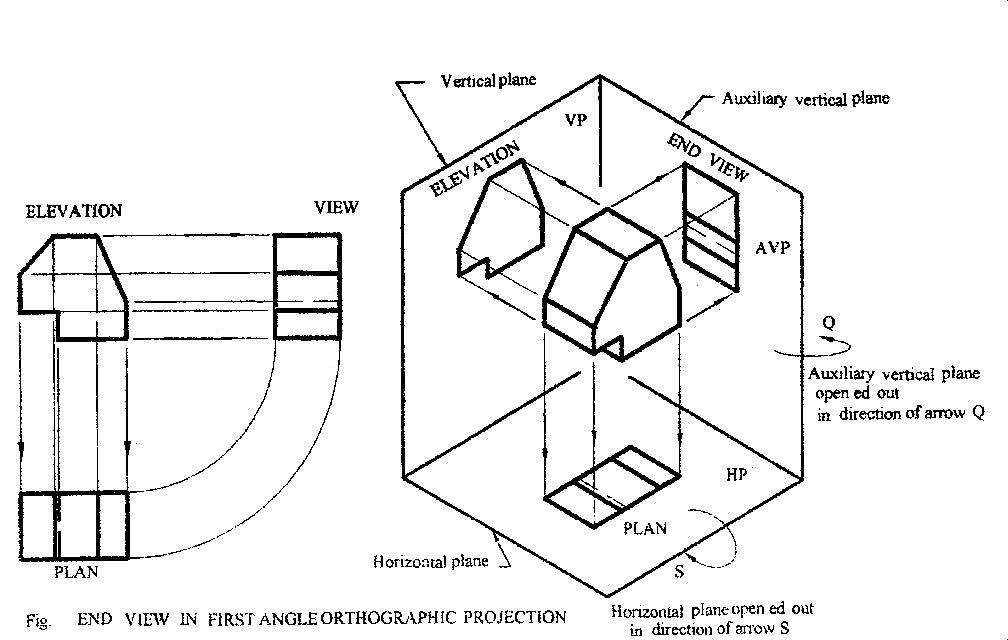 Vertical plane
Auxiliary vertical plane
VP
ELEVATION
END VIEW
ELEVATION
VIEW
AVP
Q
Auxiliary vertical plane
open ed out
in direction of arrow Q
HP
PLAN
Horizontal plane
PLAN
S
Fig. END VIEW IN FIRST ANGLE ORTHOGRAPHIC PROJECTION
Horizontal plane open ed out
in direction of arrow S